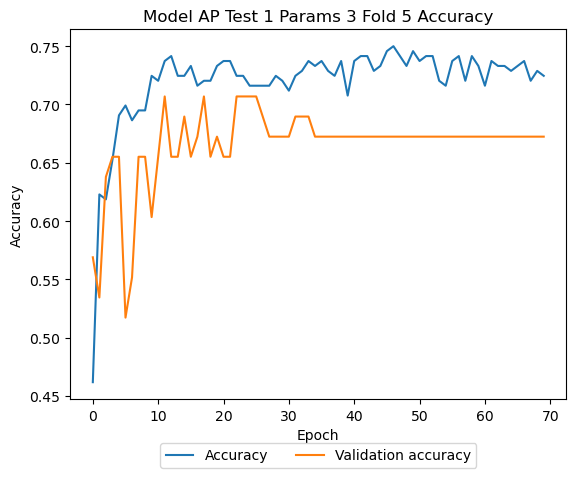 Model AP Test 1 Params 3 Fold 5 Accuracy
Accuracy
0.75
0.70
0.65
0.60
0.55
0.50
0.45
0 10 20 30 40 50 60 70
Epoch
Accuracy Validation accuracy